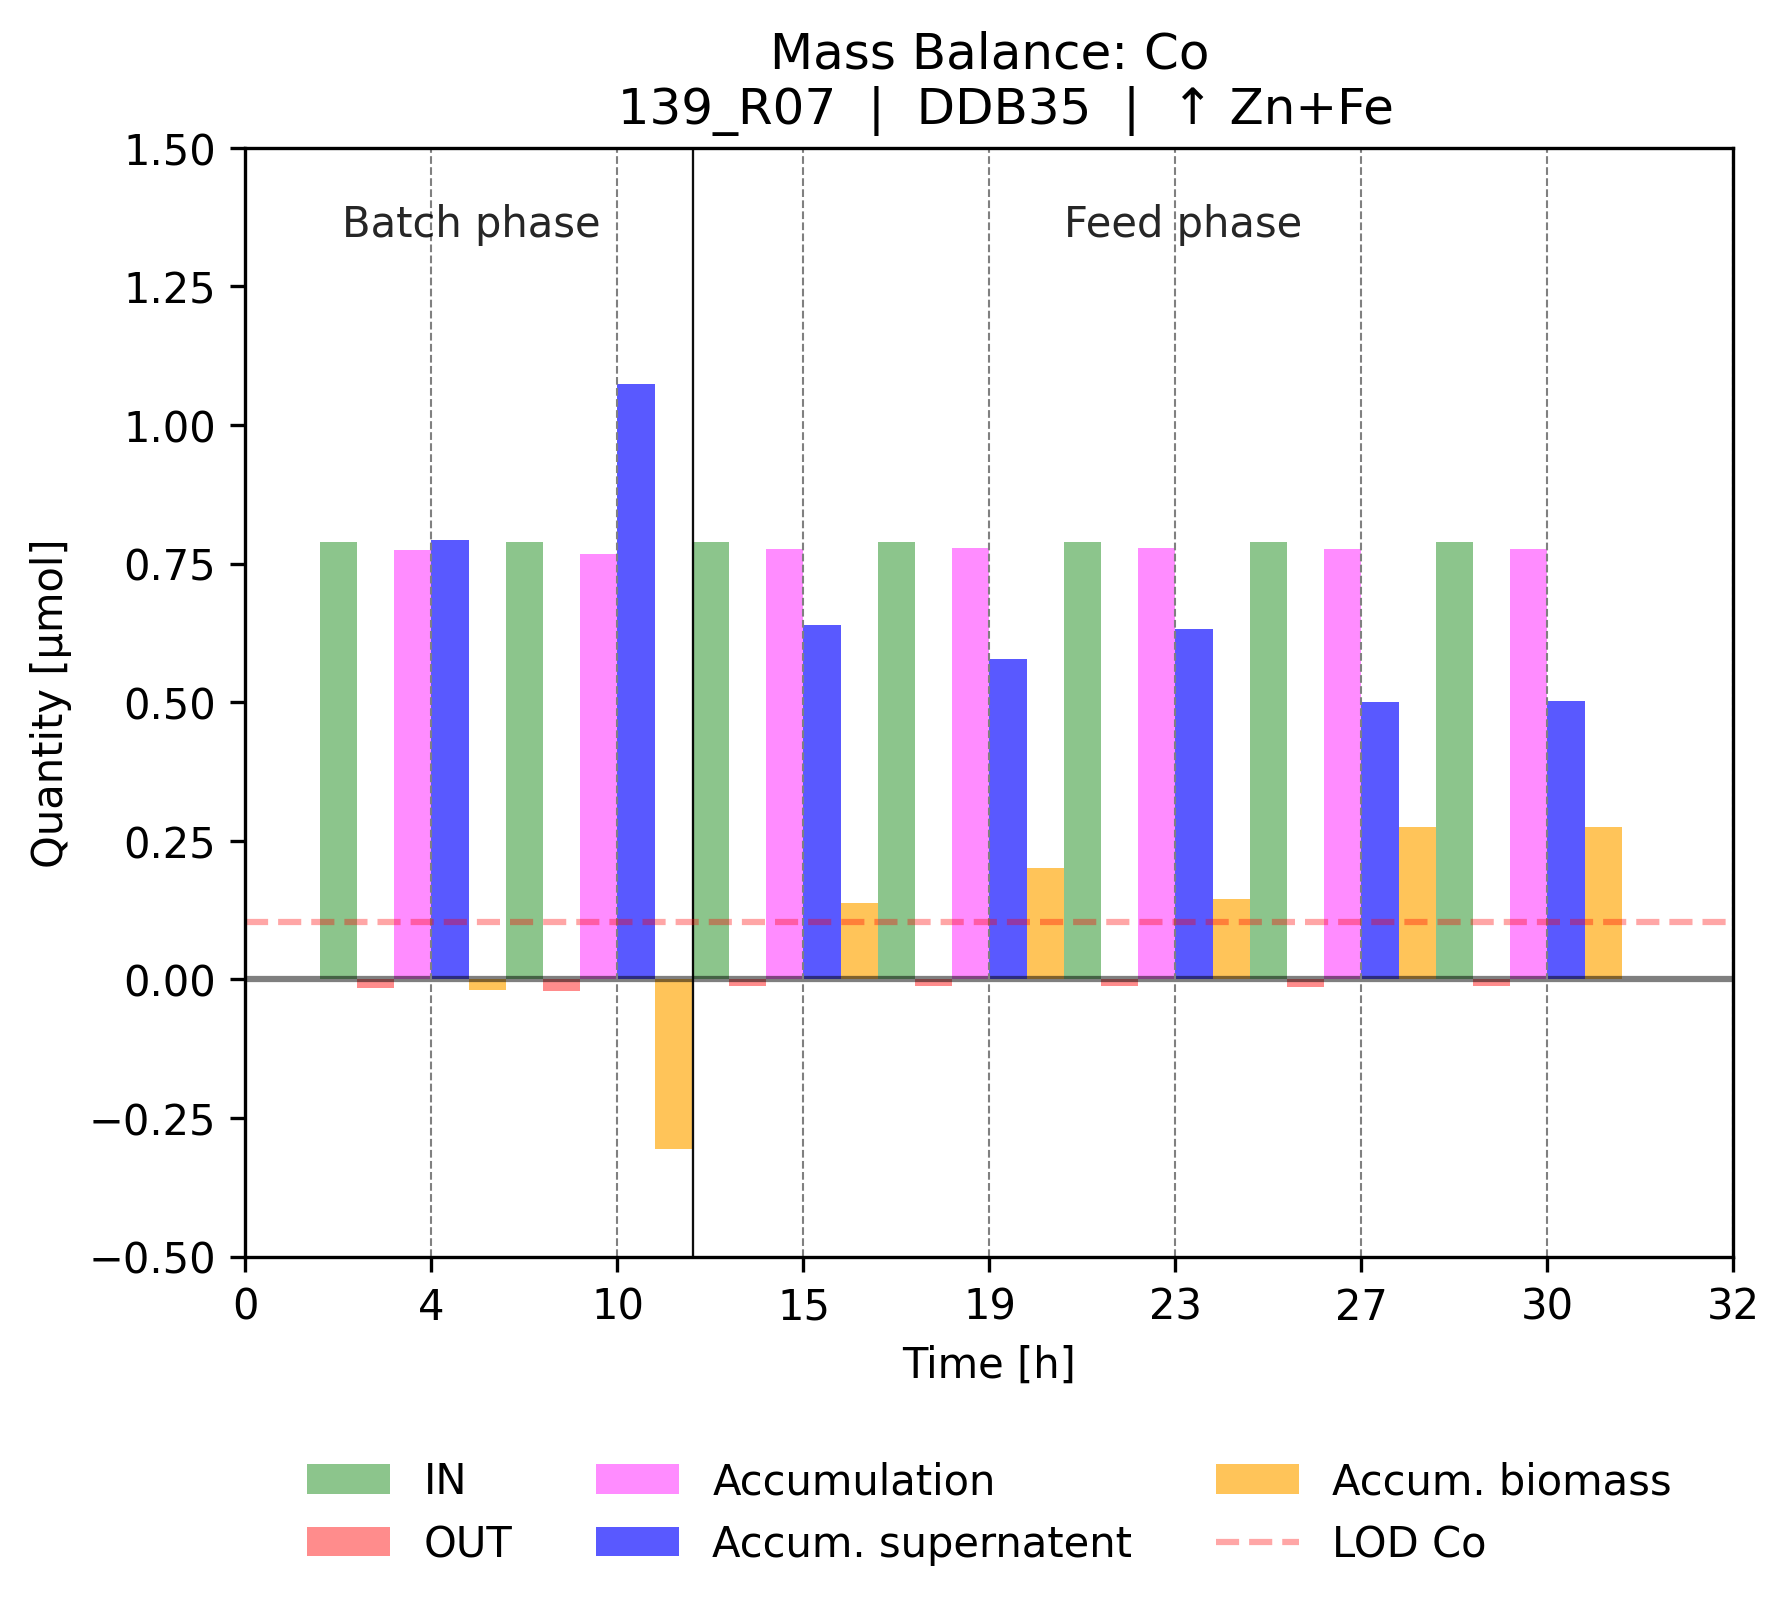 Mass Balance: Co
139_R07 | DDB35 | ↑ Zn+Fe
Batch phase
Feed phase
1.50
1.25
1.00
0.75
0.50
0.25
0.00
−0.25
−0.50
Quantity [µmol]
0 4 10 15 19 23 27 30 32
Time [h]
IN Accumulation Accum. biomass
OUT Accum. supernatent LOD Co